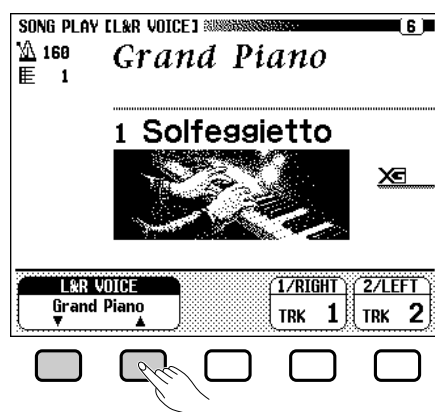 SONG PLAY [L&R VOICE] 6
160
1
Grand Piano
1 Solfeggietto
XG
L&R VOICE
Grand Piano
▼ ▲
1/RIGHT
TRK 1
2/LEFT
TRK 2